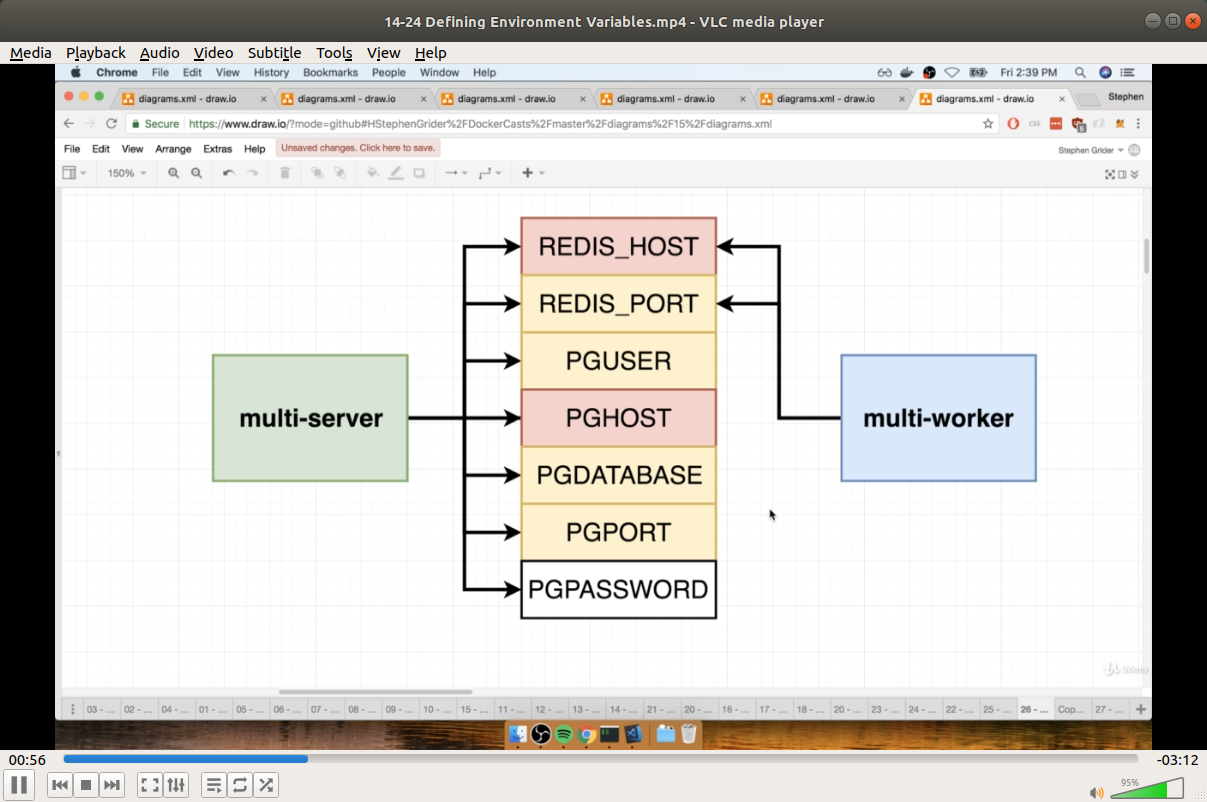 14-24 Defining Environment Variables.mp4 - VLC media player
Media Playback Audio Video Subtitle Tools View Help
Chrome File Edit View History Bookmarks People Window Help
Fri 2:39 PM
diagrams.xml - draw.io
diagrams.xml - draw.io
diagrams.xml - draw.io
diagrams.xml - draw.io
diagrams.xml - draw.io
diagrams.xml - draw.io
Stephen
Secure https://www.draw.io/?mode=github#HStephenGrider%2FDockerCasts%2Fmaster%2Fdiagrams%2F15%2Fdiagrams.xml
CSS
5
File Edit View Arrange Extras Help
Unsaved changes. Click here to save.
Stephen Grider
150%
REDIS_HOST
REDIS_PORT
PGUSER
multi-server
PGHOST
multi-worker
PGDATABASE
PGPORT
PGPASSWORD
Udemy
03 - ... 02 - ... 04 - ... 01 - ... 05 - ... 06 - ... 07 - ... 08 - ... 09 - ... 10 - ... 15 - ... 11 - ... 12 - ... 13 - ... 14 - ... 21 - ... 20 - ... 16 - ... 17 - ... 18 - ... 20 - ... 23 - ... 24 - ... 22 - ... 25 - ... 26 - ... Cop... 27 - ...
00:56
-03:12
95%